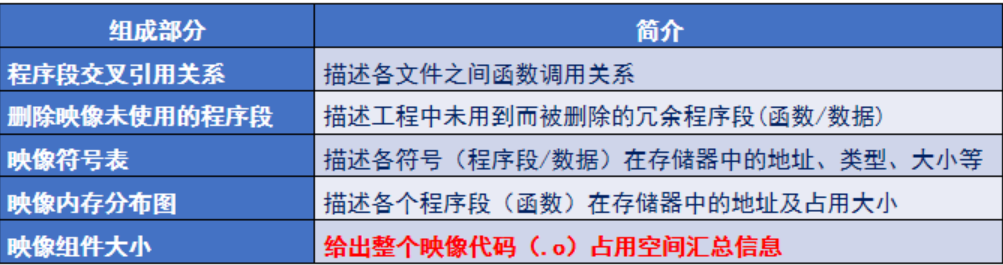 组成部分 简介
程序段交叉引用关系 描述各文件之间函数调用关系
删除映像未使用的程序段 描述工程中未用到而被删除的冗余程序段(函数/数据)
映像符号表 描述各符号（程序段/数据）在存储器中的地址、类型、大小等
映像内存分布图 描述各个程序段（函数）在存储器中的地址及占用大小
映像组件大小 给出整个映像代码（.o）占用空间汇总信息